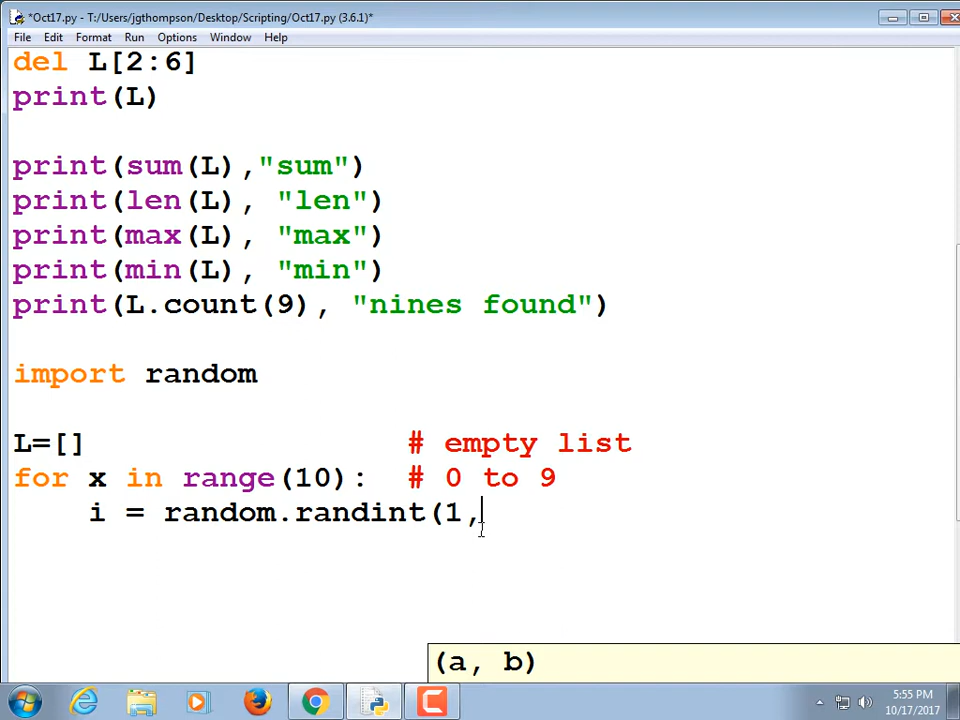 *Oct17.py - T:/Users/jgthompson/Desktop/Scripting/Oct17.py (3.6.1)*
File Edit Format Run Options Window Help
del L[2:6]
print(L)
print(sum(L),"sum")
print(len(L), "len")
print(max(L), "max")
print(min(L), "min")
print(L.count(9), "nines found")
import random
L=[] # empty list
for x in range(10): # 0 to 9
i = random.randint(1,
(a, b)
5:55 PM
10/17/2017